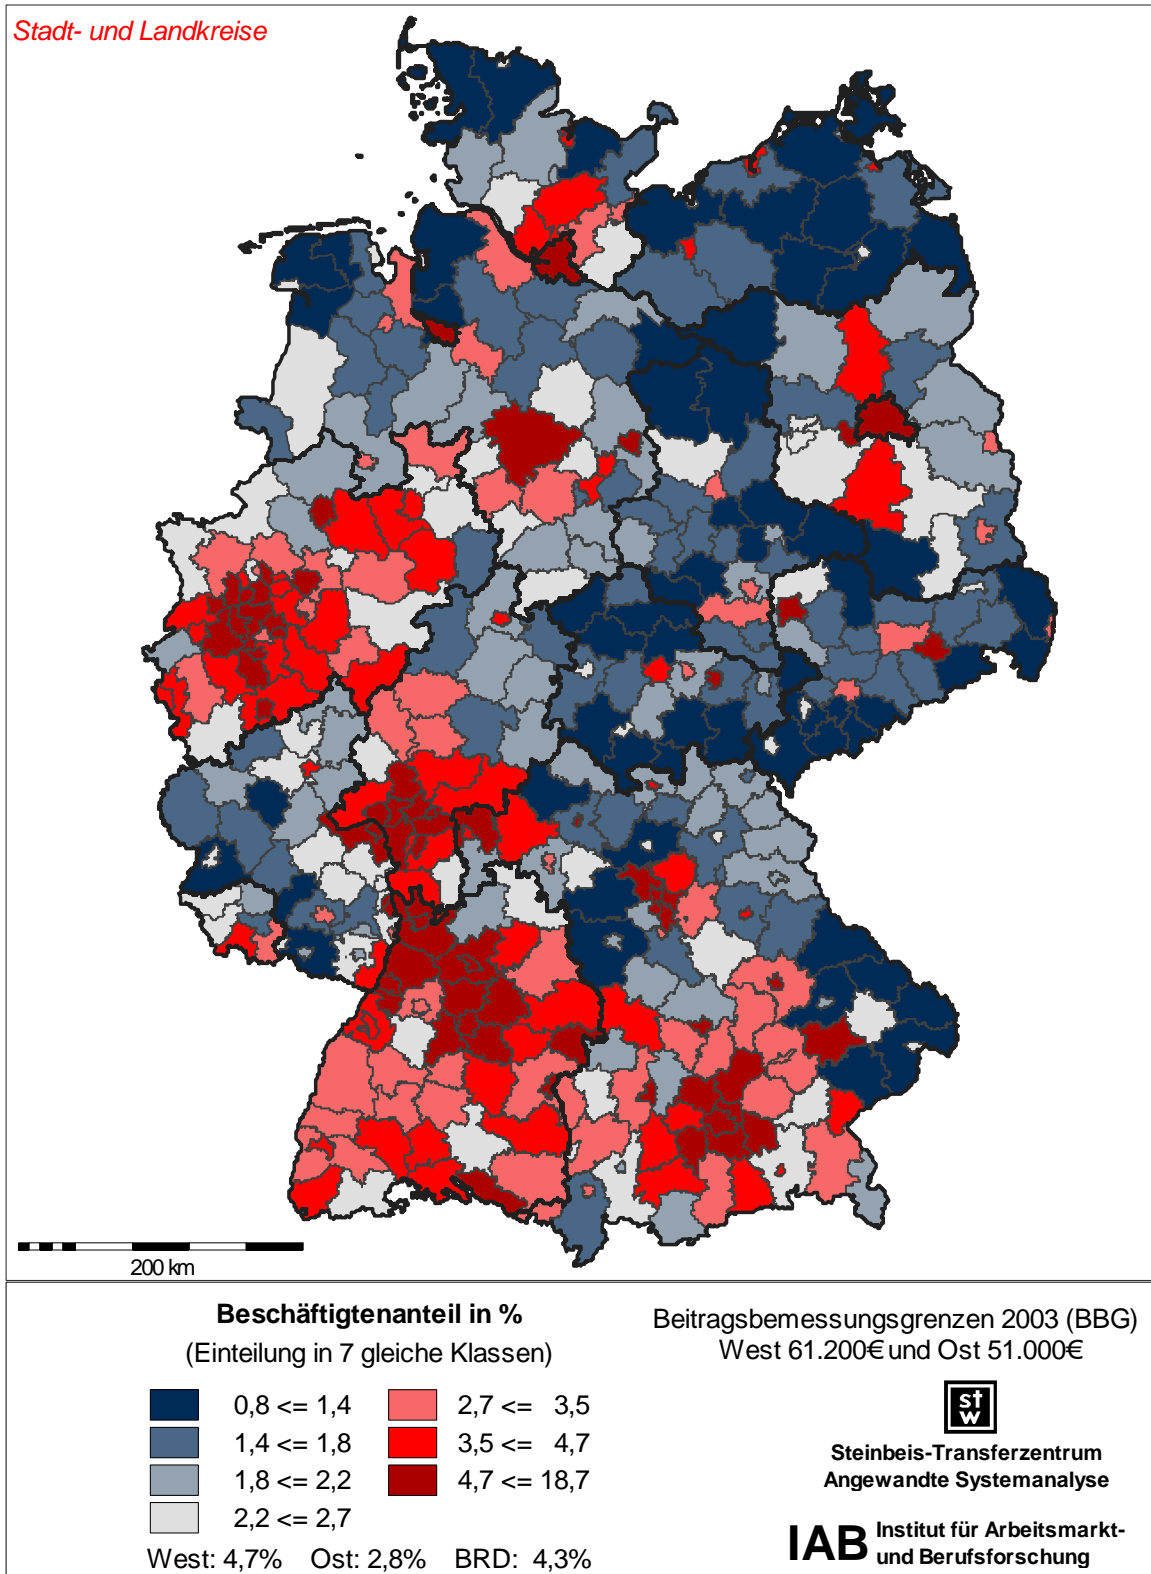 Stadt- und Landkreise
200 km
Beschäftigtenanteil in %
(Einteilung in 7 gleiche Klassen)
0,8 <= 1,4
1,4 <= 1,8
1,8 <= 2,2
2,2 <= 2,7
2,7 <= 3,5
3,5 <= 4,7
4,7 <= 18,7
West: 4,7% Ost: 2,8% BRD: 4,3%
Beitragsbemessungsgrenzen 2003 (BBG)
West 61.200€ und Ost 51.000€
st
w
Steinbeis-Transferzentrum
Angewandte Systemanalyse
IAB Institut für Arbeitsmarkt-
und Berufsforschung